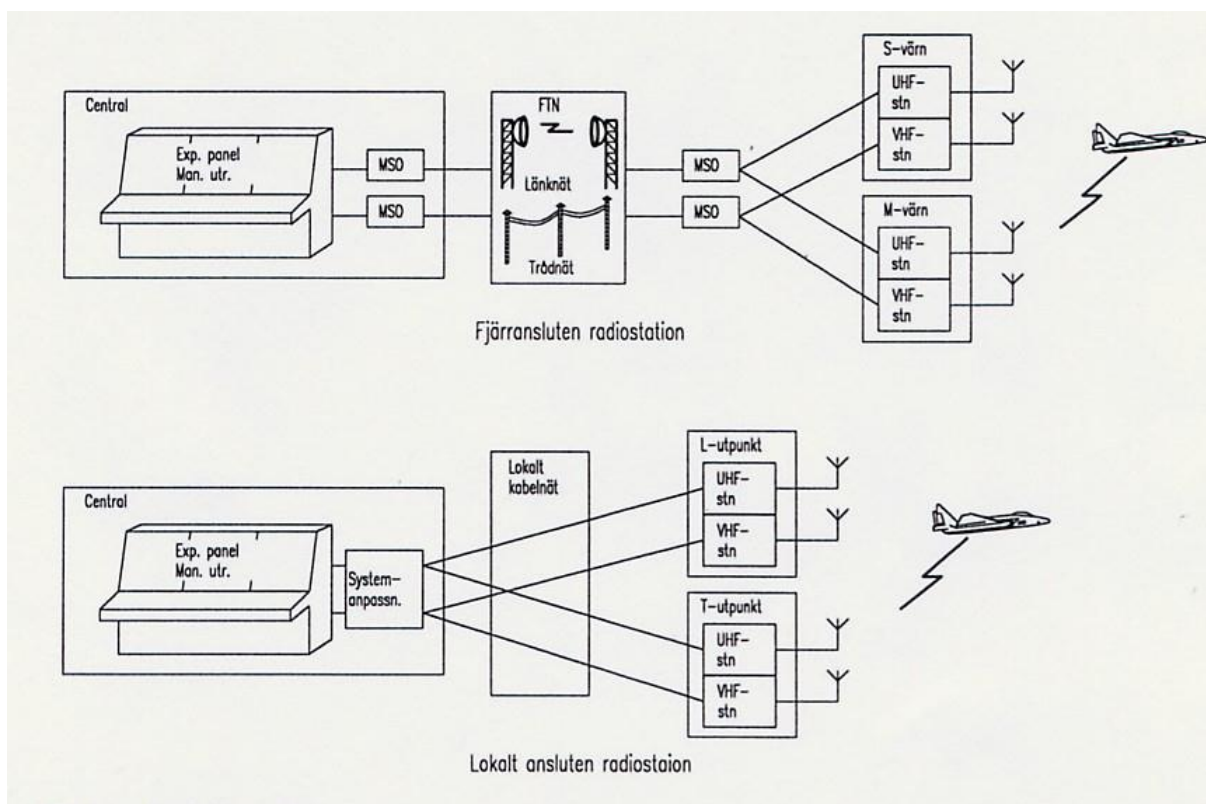 Central
Exp. panel
Man. utr.
MSO
MSO
FTN
Länknät
Trådnät
MSO
MSO
S-värn
UHF-
stn
VHF-
stn
M-värn
UHF-
stn
VHF-
stn
Fjärransluten radiostation
Central
Exp. panel
Man. utr.
System-
anpassn.
Lokalt
kabelnät
L-utpunkt
UHF-
stn
VHF-
stn
T-utpunkt
UHF-
stn
VHF-
stn
Lokalt ansluten radiostaion